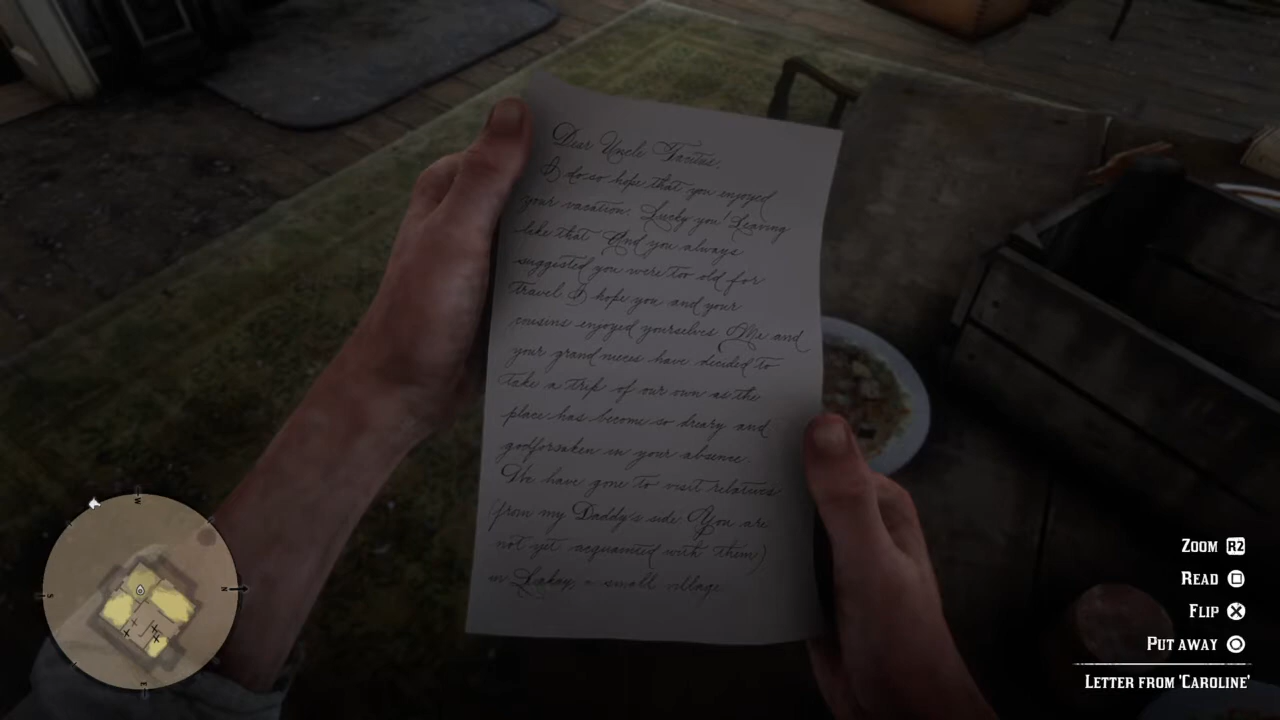 Dear Uncle Tacitus,
I do so hope that you enjoyed
your vacation. Lucky you! Leaving
like that. And you always
suggested you were too old for
travel. I hope you and your
cousins enjoyed yourselves. Me and
your grand nieces have decided to
take a trip of our own as the
place has become so dreary and
godforsaken in your absence.
We have gone to visit relatives
(from my Daddy's side. You are
not yet acquainted with them)
in Lakay, a small village
ZOOM R2
READ
FLIP
PUT AWAY
LETTER FROM 'CAROLINE'
W
S
N
E